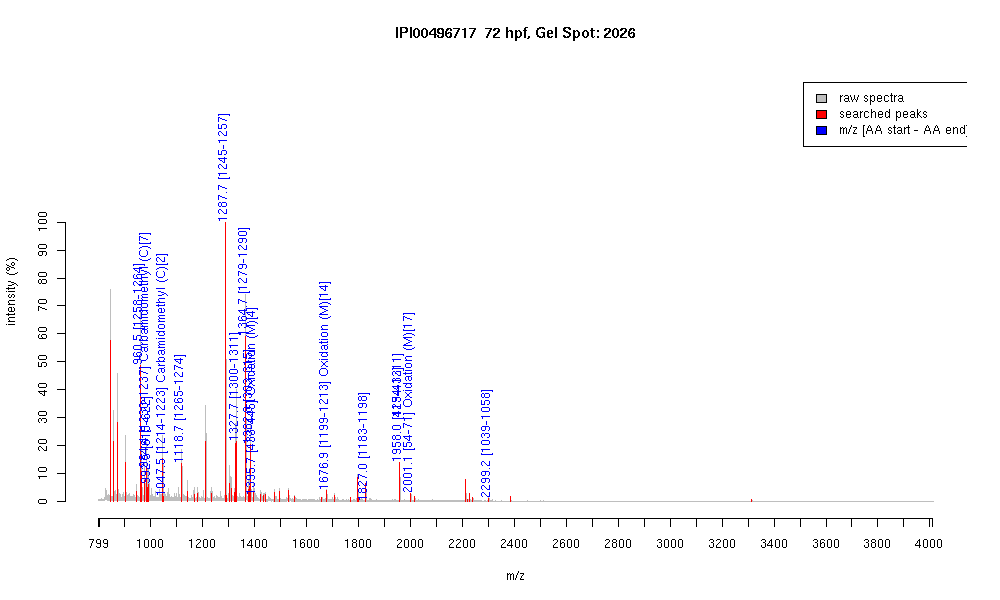 IPI00496717 72 hpf, Gel Spot: 2026
raw spectra
searched peaks
m/z [AA start - AA end]
intensity (%)
0
10
20
30
40
50
60
70
80
90
100
960.5 [1258-1264]
Carbamidomethyl (C)[7]
1047.5 [1214-1223] Carbamidomethyl (C)[2]
1118.7 [1265-1274]
1287.7 [1245-1257]
1327.7 [1300-1311]
1364.7 [1279-1290]
Oxidation (M)[4]
1676.9 [1199-1213] Oxidation (M)[14]
1827.0 [1183-1198]
1958.0
2001.1 [54-71] Oxidation (M)[17]
2299.2 [1039-1058]
799 1000 1200 1400 1600 1800 2000 2200 2400 2600 2800 3000 3200 3400 3600 3800 4000
m/z